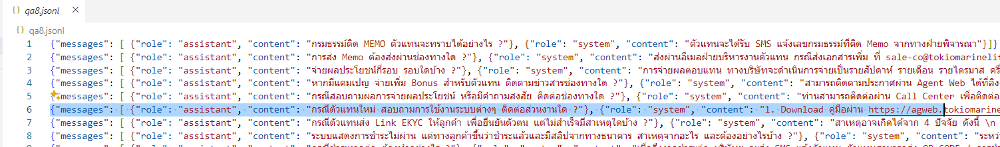 {} qa8.jsonl ×
{} qa8.jsonl
1 {"messages": [ {"role": "assistant", "content": "กรมธรรม์ติด MEMO ตัวแทนจะทราบได้อย่างไร ?"}, {"role": "system", "content": "ตัวแทนจะได้รับ SMS แจ้งเลขกรมธรรม์ที่ติด Memo จากทางฝ่ายพิจารณา"}]}
2 {"messages": [ {"role": "assistant", "content": "การส่ง Memo ต้องส่งผ่านช่องทางใด ?"}, {"role": "system", "content": "ส่งผ่านอีเมลฝ่ายบริหารงานตัวแทน กรณีส่งเอกสารเพิ่ม ที่ sale-co@tokiomarinelif
3 {"messages": [ {"role": "assistant", "content": "จ่ายผลประโยชน์กี่รอบ รอบใดบ้าง ?"}, {"role": "system", "content": "การจ่ายผลตอบแทน ทางบริษัทจะดำเนินการจ่ายเป็นรายสัปดาห์ รายเดือน รายไตรมาส ครึ่
4 {"messages": [ {"role": "assistant", "content": "หากมีแคมเปญ จ่ายเพิ่ม Bonus สำหรับตัวแทน ติดตามข่าวสารช่องทางใด ?"}, {"role": "system", "content": "สามารถติดตามประกาศผ่าน Agent Web ได้ที่ลิง
5 {"messages": [ {"role": "assistant", "content": "กรณีสอบถามผลการจ่ายผลประโยชน์ หรือมีคำถามสงสัย ติดต่อช่องทางใด ?"}, {"role": "system", "content": "ท่านสามารถติดต่อผ่าน Call Center เพื่อติดต่อ
6 {"messages": [ {"role": "assistant", "content": "กรณีตัวแทนใหม่ สอบถามการใช้งานระบบต่างๆ ติดต่อส่วนงานใด ?"}, {"role": "system", "content": "1. Download คู่มือผ่าน https://agweb.tokiomarine
7 {"messages": [ {"role": "assistant", "content": "กรณีตัวแทนส่ง Link EKYC ให้ลูกค้า เพื่อยืนยันตัวตน แต่ไม่สำเร็จมีสาเหตุใดบ้าง ?"}, {"role": "system", "content": "สาเหตุอาจเกิดได้จาก 4 ปัจจัย ดังนี้ \n
8 {"messages": [ {"role": "assistant", "content": "ระบบแสดงการชำระไม่ผ่าน แต่ทางลูกค้าขึ้นว่าชำระแล้วและมีสลิปจากทางธนาคาร สาเหตุจากอะไร และต้องอย่างไรบ้าง ?"}, {"role": "system", "content": "ระหว่